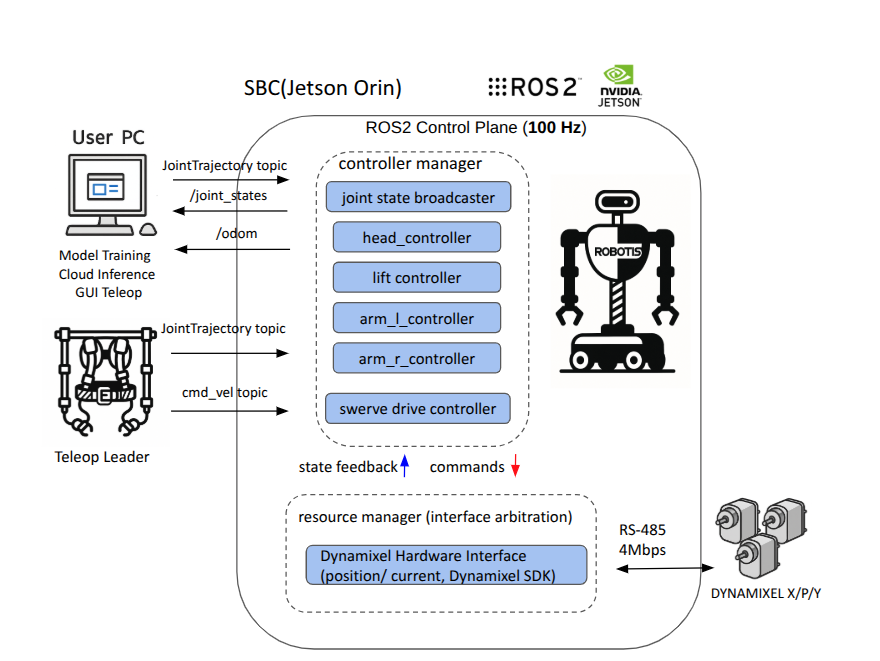 SBC(Jetson Orin)
ROS 2
NVIDIA.
JETSON
ROS2 Control Plane (100 Hz)
User PC
JointTrajectory topic
/joint_states
/odom
Model Training
Cloud Inference
GUI Teleop
controller manager
joint state broadcaster
head_controller
lift controller
arm_l_controller
arm_r_controller
swerve drive controller
ROBOTIS
JointTrajectory topic
cmd_vel topic
E
Teleop Leader
state feedback
commands
resource manager (interface arbitration)
Dynamixel Hardware Interface
(position/ current, Dynamixel SDK)
RS-485
4Mbps
DYNAMIXEL X/P/Y